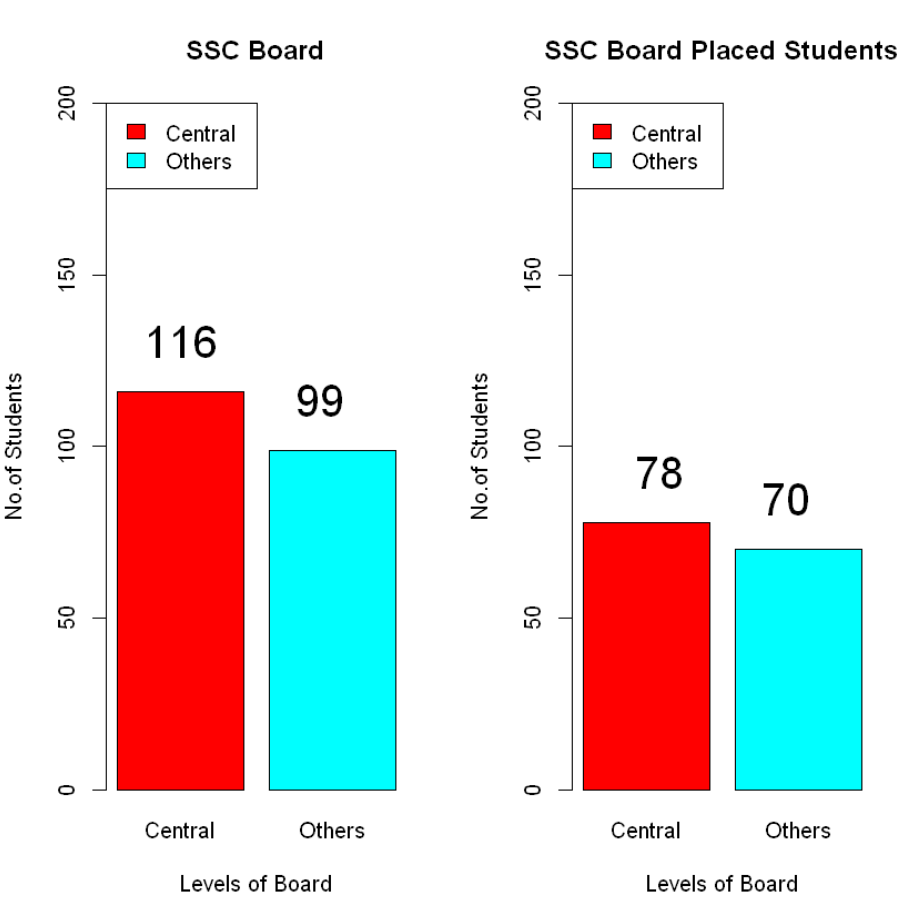 SSC Board
200
150
100
50
0
No.of Students
Central
Others
116
99
Central
Others
Levels of Board
SSC Board Placed Students
200
150
100
50
0
No.of Students
Central
Others
78
70
Central
Others
Levels of Board